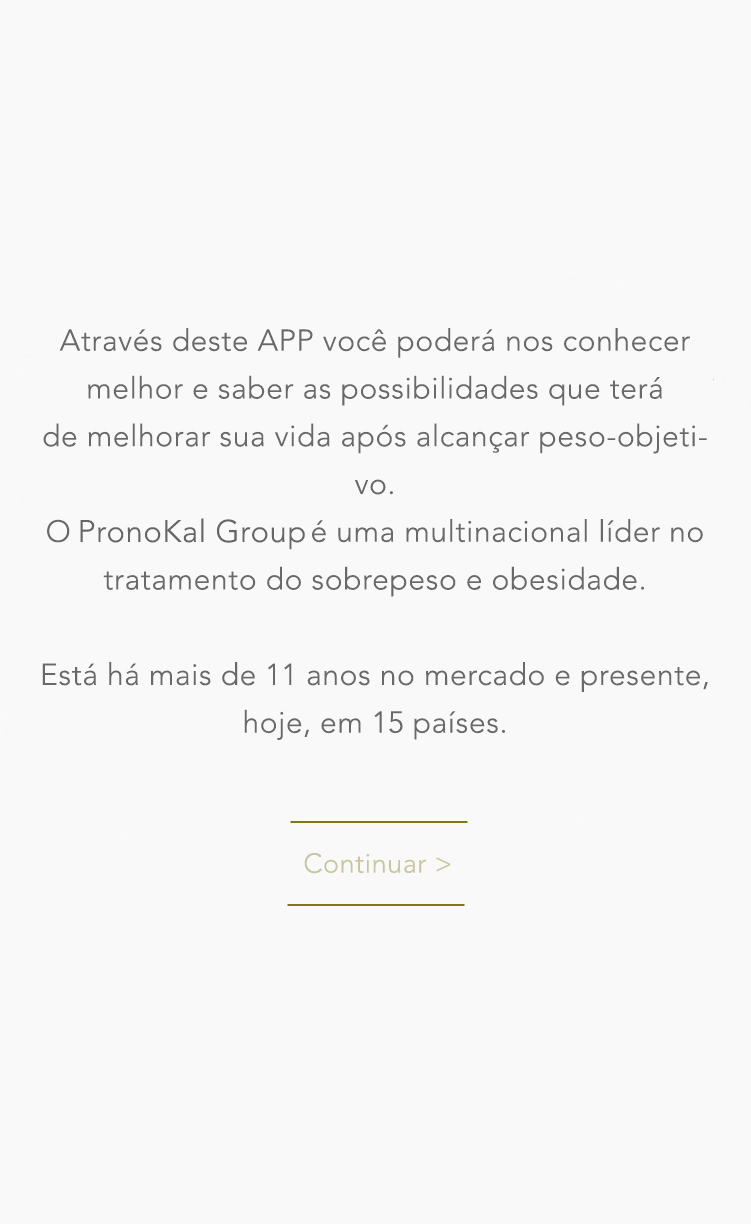 Através deste APP você poderá nos conhecer
melhor e saber as possibilidades que terá
de melhorar sua vida após alcançar peso-objeti-
vo.
O PronoKal Group é uma multinacional líder no
tratamento do sobrepeso e obesidade.
Está há mais de 11 anos no mercado e presente,
hoje, em 15 países.
Continuar >